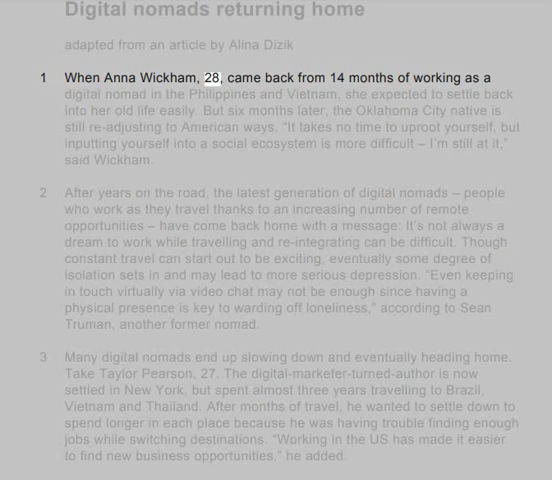 Digital nomads returning home
adapted from an article by Alina Dizik
1 When Anna Wickham, 28, came back from 14 months of working as a
digital nomad in the Philippines and Vietnam, she expected to settle back
into her old life easily. But six months later, the Oklahoma City native is
still re-adjusting to American ways. “It takes no time to uproot yourself, but
inputting yourself into a social ecosystem is more difficult – I’m still at it,”
said Wickham.
2 After years on the road, the latest generation of digital nomads – people
who work as they travel thanks to an increasing number of remote
opportunities – have come back home with a message: It’s not always a
dream to work while travelling and re-integrating can be difficult. Though
constant travel can start out to be exciting, eventually some degree of
isolation sets in and may lead to more serious depression. “Even keeping
in touch virtually via video chat may not be enough since having a
physical presence is key to warding off loneliness,” according to Sean
Truman, another former nomad.
3 Many digital nomads end up slowing down and eventually heading home.
Take Taylor Pearson, 27. The digital-marketer-turned-author is now
settled in New York, but spent almost three years travelling to Brazil,
Vietnam and Thailand. After months of travel, he wanted to settle down to
spend longer in each place because he was having trouble finding enough
jobs while switching destinations. “Working in the US has made it easier
to find new business opportunities,” he added.